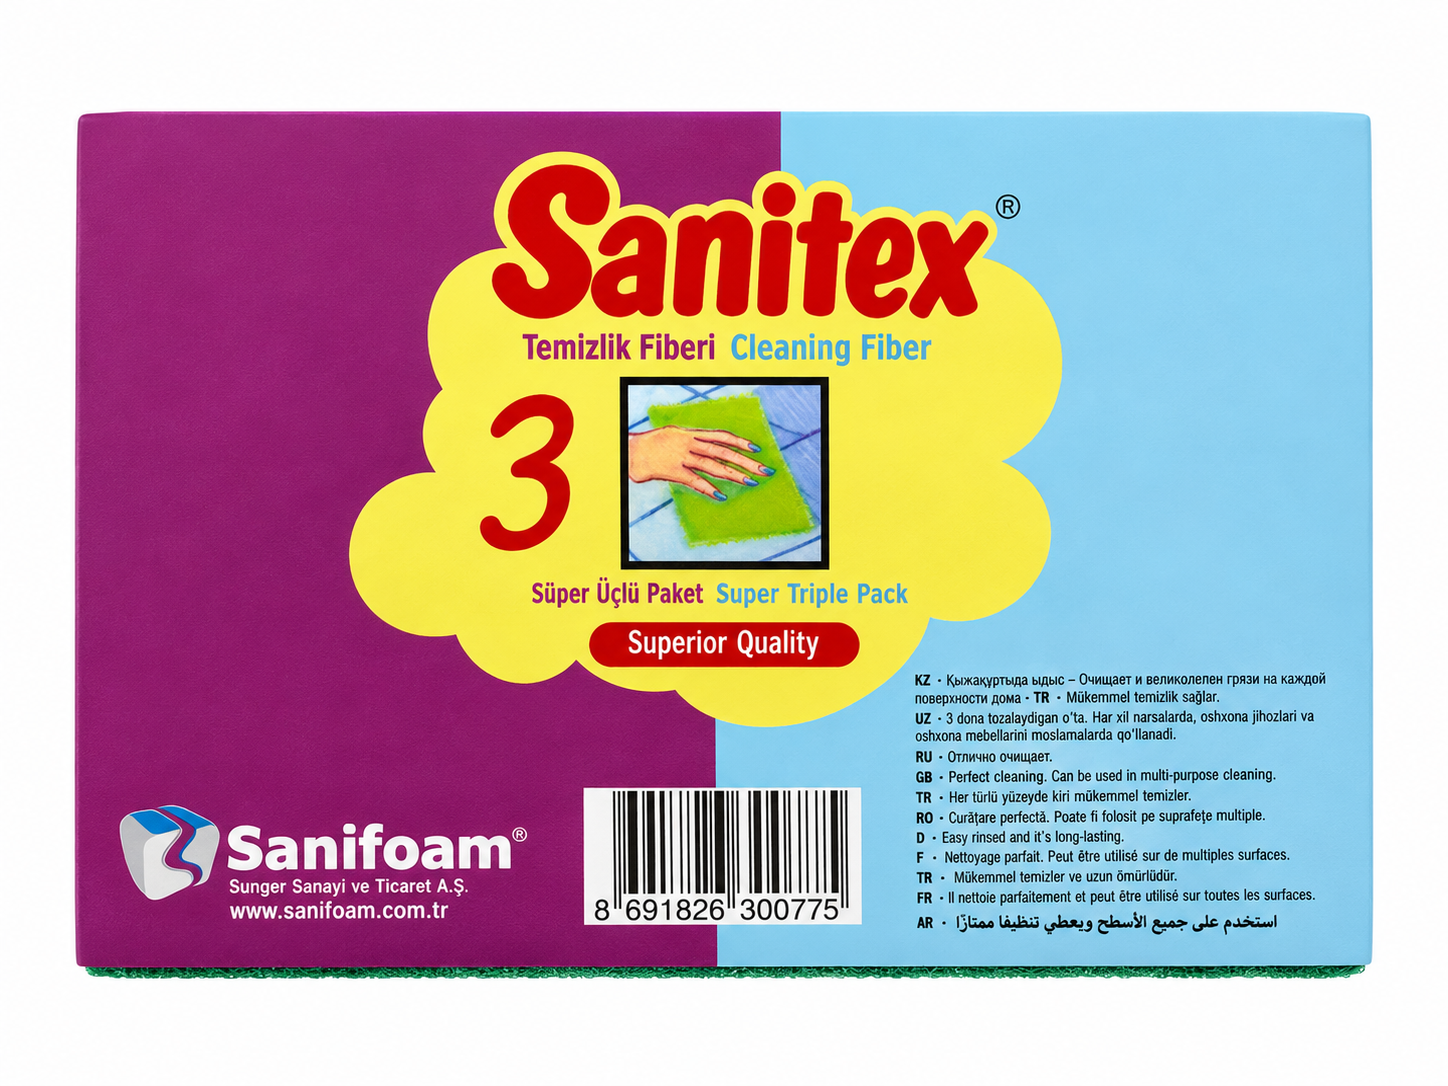 Sanitex®
Temizlik Fiberi Cleaning Fiber
3
Süper Üçlü Paket Super Triple Pack
Superior Quality
KZ · Қыжақұртыда ыдыс – Очищает и великолепен грязи на каждой
поверхности дома · TR · Mükemmel temizlik sağlar.
UZ · 3 dona tozalaydigan o'ta. Har xil narsalarda, oshxona jihozlari va
oshxona mebellarini moslamalarda qo'llanadi.
RU · Отлично очищает.
GB · Perfect cleaning. Can be used in multi-purpose cleaning.
TR · Her türlü yüzeyde kiri mükemmel temizler.
RO · Curățare perfectă. Poate fi folosit pe suprafețe multiple.
D · Easy rinsed and it's long-lasting.
F · Nettoyage parfait. Peut être utilisé sur de multiples surfaces.
TR · Mükemmel temizler ve uzun ömürlüdür.
FR · Il nettoie parfaitement et peut être utilisé sur toutes les surfaces.
AR · استخدم على جميع الأسطح ويعطي تنظيفا ممتازًا
Sanifoam®
Sunger Sanayi ve Ticaret A.Ş.
www.sanifoam.com.tr
8 691826 300775